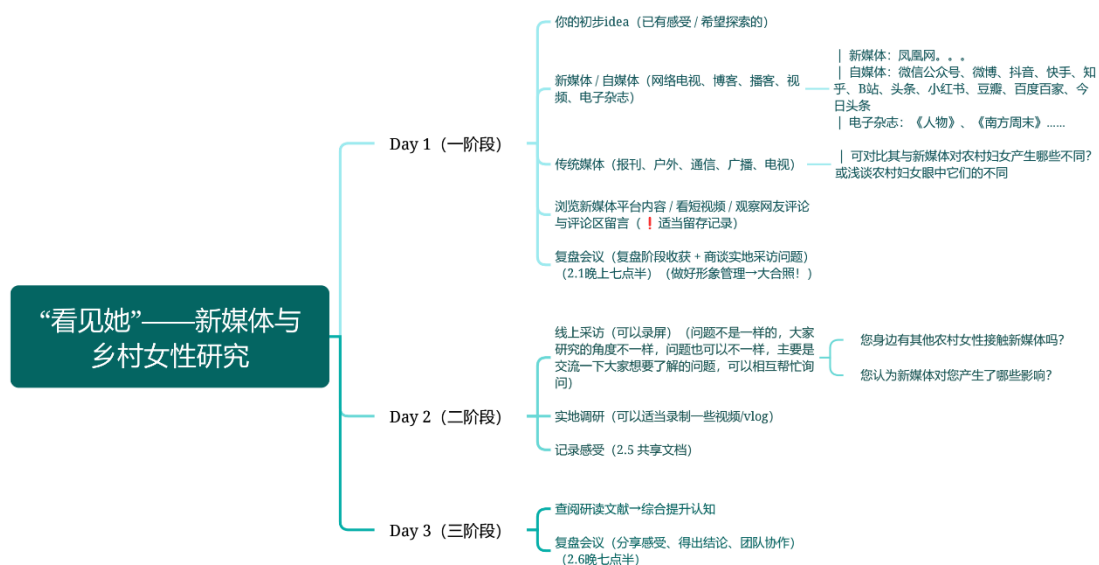 “看见她”——新媒体与
乡村女性研究
Day 1（一阶段）
你的初步idea（已有感受 / 希望探索的）
新媒体 / 自媒体（网络电视、博客、播客、视
频、电子杂志）
｜ 新媒体：凤凰网。。。
｜ 自媒体：微信公众号、微博、抖音、快手、知
乎、B站、头条、小红书、豆瓣、百度百家、今
日头条
｜ 电子杂志：《人物》、《南方周末》……
传统媒体（报刊、户外、通信、广播、电视）
｜ 可对比其与新媒体对农村妇女产生哪些不同？
或浅谈农村妇女眼中它们的不同
浏览新媒体平台内容 / 看短视频 / 观察网友评论
与评论区留言（❗适当留存记录）
复盘会议（复盘阶段收获 + 商谈实地采访问题）
（2.1晚上七点半）（做好形象管理→大合照！）
Day 2（二阶段）
线上采访（可以录屏）（问题不是一样的，大家
研究的角度不一样，问题也可以不一样，主要是
交流一下大家想要了解的问题，可以相互帮忙询
问）
您身边有其他农村女性接触新媒体吗？
您认为新媒体对您产生了哪些影响？
实地调研（可以适当录制一些视频/vlog）
记录感受（2.5 共享文档）
Day 3（三阶段）
查阅研读文献→综合提升认知
复盘会议（分享感受、得出结论、团队协作）
（2.6晚七点半）